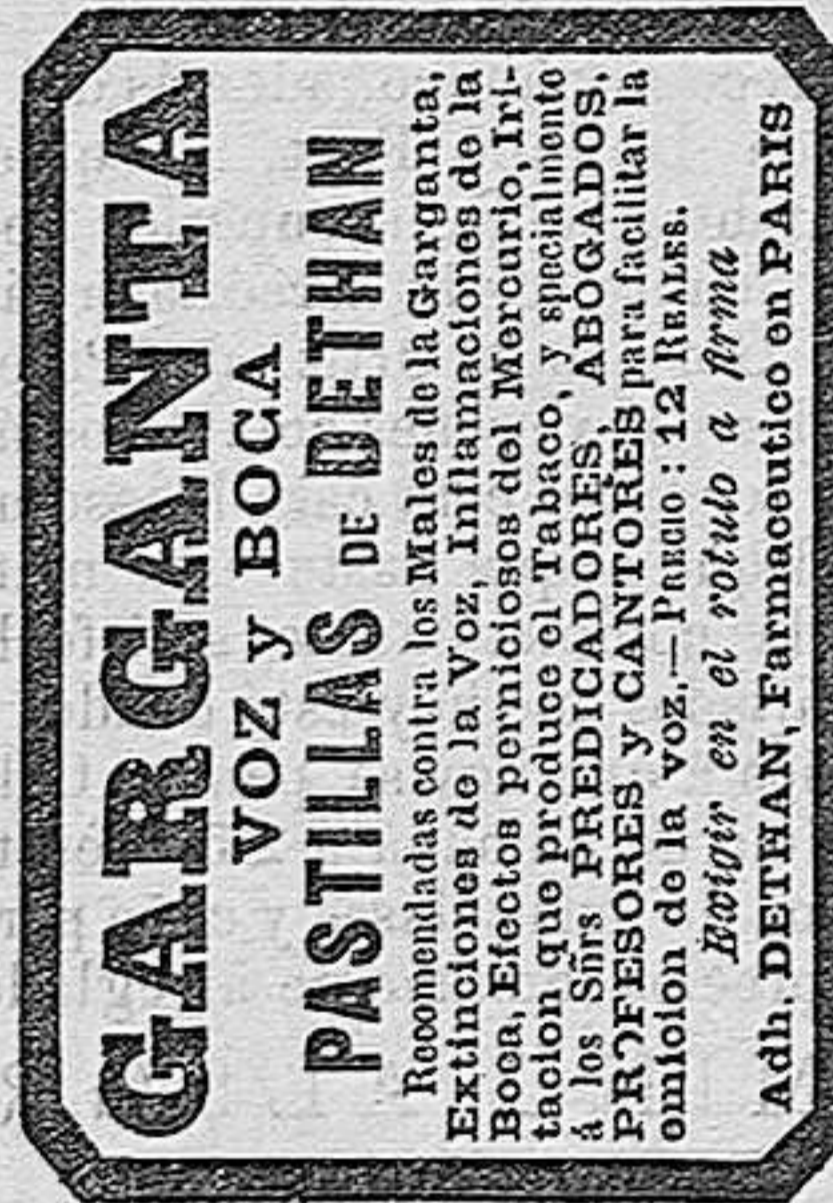 GARGANTA
VOZ y BOCA
PASTILLAS DE DETHAN
Recomendadas contra los Males de la Garganta,
Extinciones de la Voz, Inflamaciones de la
Boca, Efectos perniciosos del Mercurio, Iri-
tacion que produce el Tabaco, y specialmente
á los Sñrs PREDICADORES, ABOGADOS,
PROFESORES y CANTORES para facilitar la
emicion de la voz.—PRECIO : 12 REALES.
Exigir en el rotulo a firma
Adh. DETHAN, Farmaceutico en PARIS